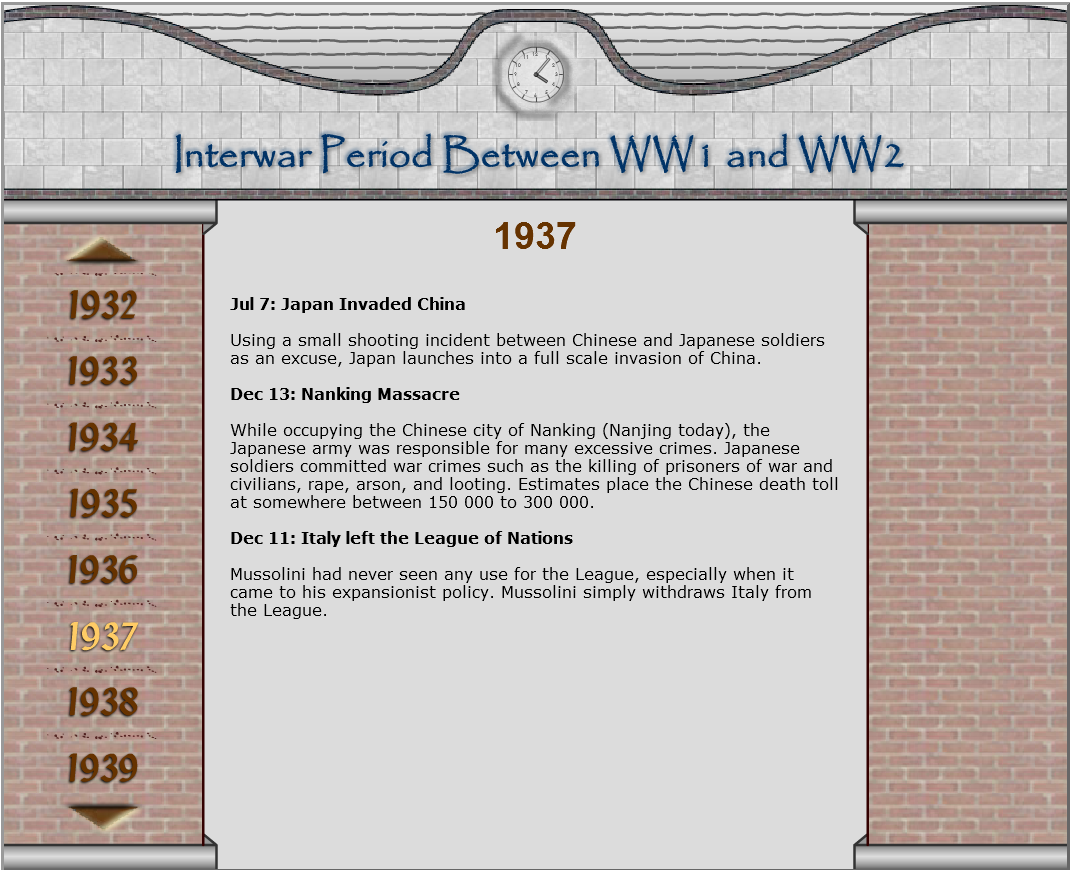 Interwar Period Between WW1 and WW2
1937
1932
1933
1934
1935
1936
1937
1938
1939
Jul 7: Japan Invaded China
Using a small shooting incident between Chinese and Japanese soldiers
as an excuse, Japan launches into a full scale invasion of China.
Dec 13: Nanking Massacre
While occupying the Chinese city of Nanking (Nanjing today), the
Japanese army was responsible for many excessive crimes. Japanese
soldiers committed war crimes such as the killing of prisoners of war and
civilians, rape, arson, and looting. Estimates place the Chinese death toll
at somewhere between 150 000 to 300 000.
Dec 11: Italy left the League of Nations
Mussolini had never seen any use for the League, especially when it
came to his expansionist policy. Mussolini simply withdraws Italy from
the League.